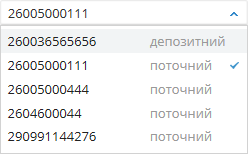 26005000111
260036565656 депозитний
26005000111 поточний
26005000444 поточний
2604600044 поточний
290991144276 поточний